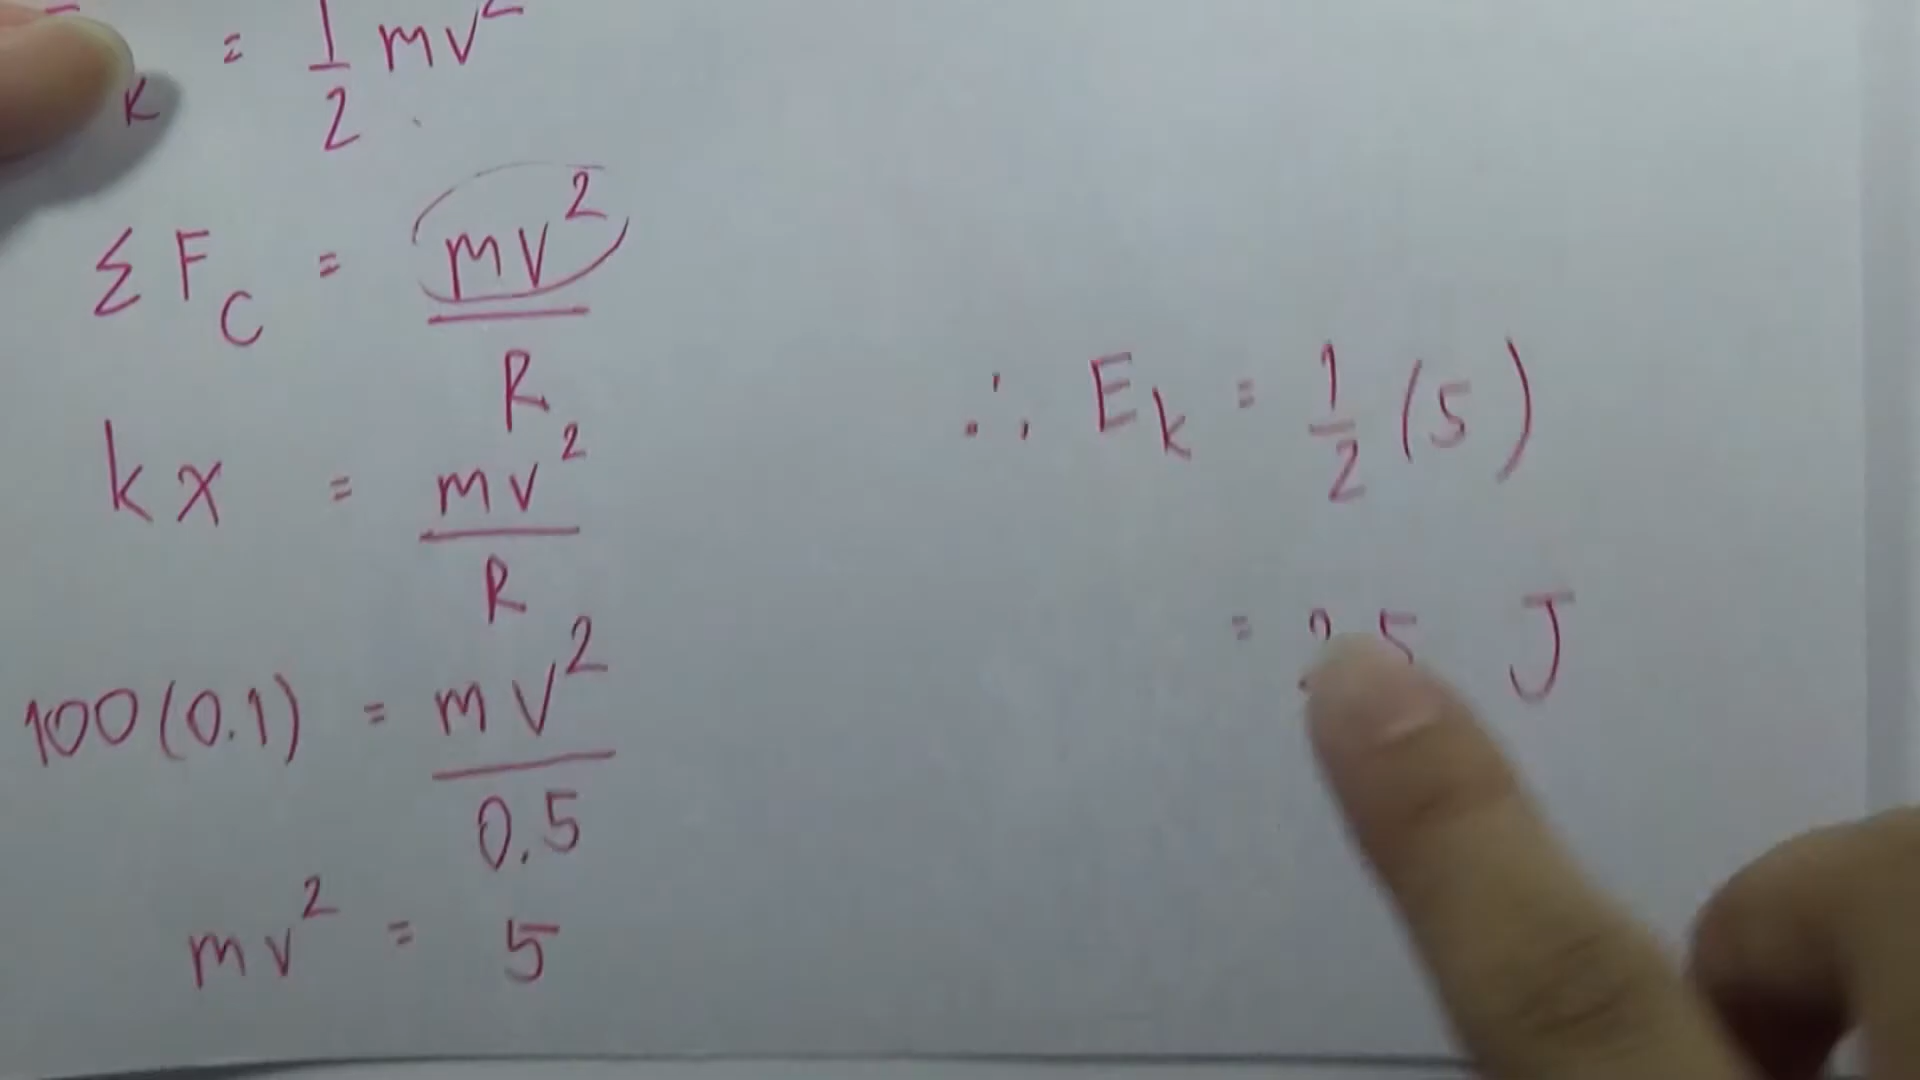 K = 1/2 mv²
ΣF_C = mv²/R
kx = mv²/R
100(0.1) = mv²/0.5
mv² = 5
∴ E_k = 1/2 (5)
= J